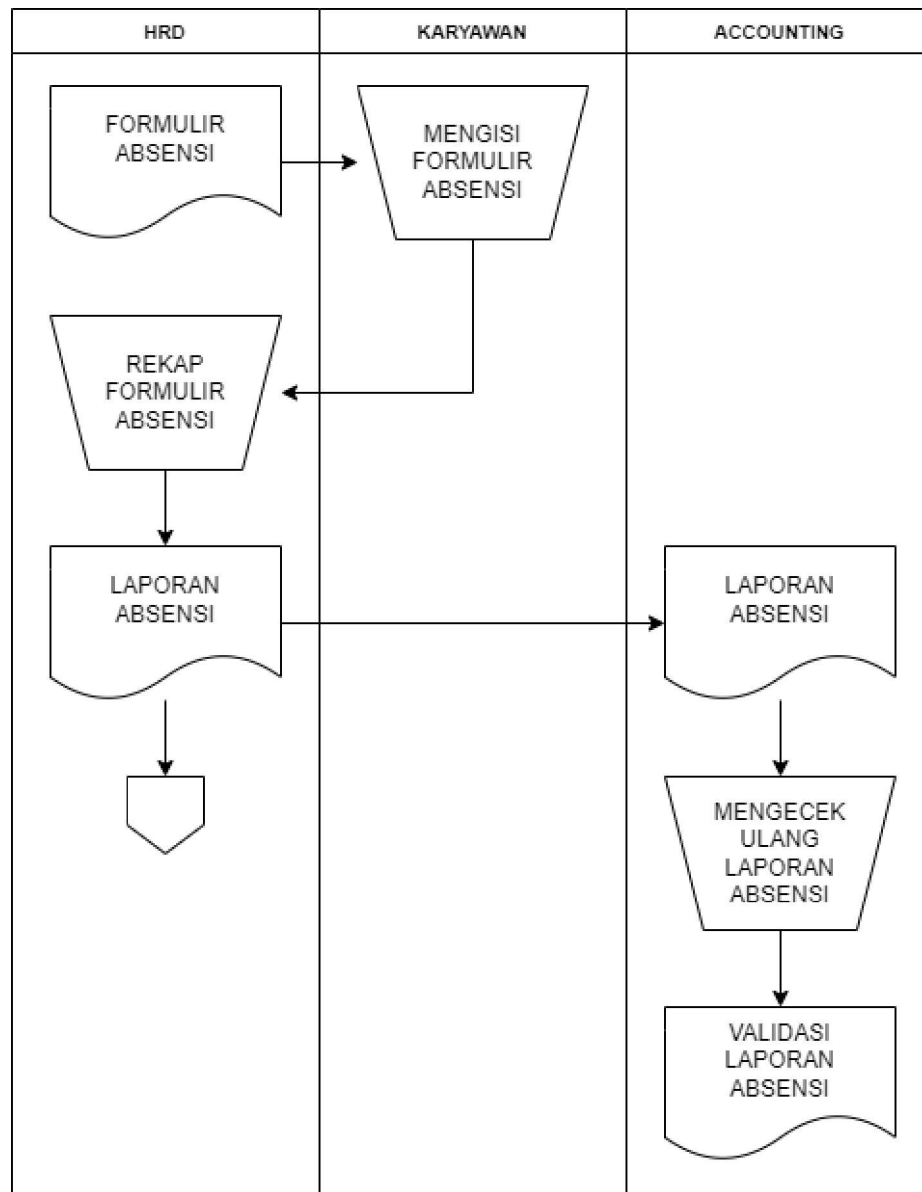 HRD
KARYAWAN
ACCOUNTING
FORMULIR
ABSENSI
MENGISI
FORMULIR
ABSENSI
REKAP
FORMULIR
ABSENSI
LAPORAN
ABSENSI
LAPORAN
ABSENSI
MENGECEK
ULANG
LAPORAN
ABSENSI
VALIDASI
LAPORAN
ABSENSI